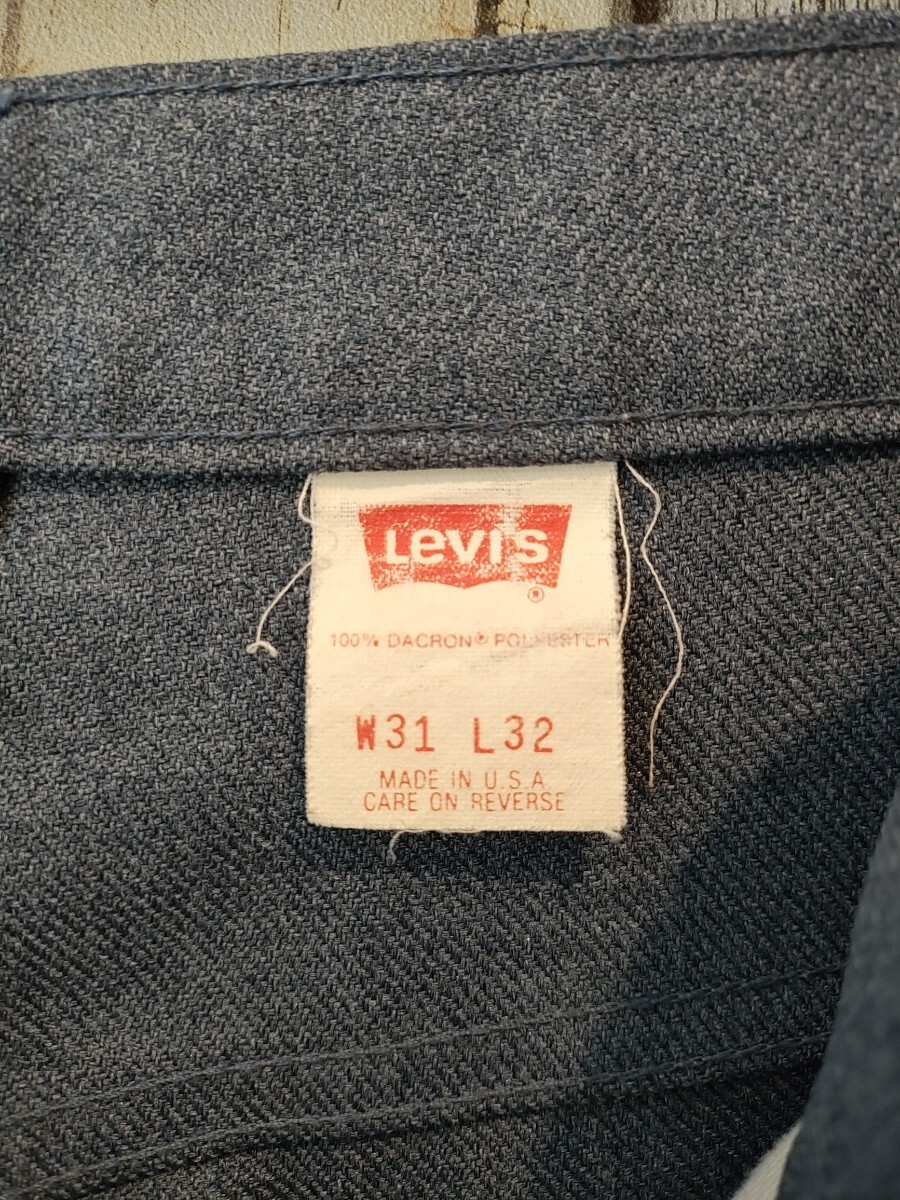 Levi's
®
100% DACRON® POLYESTER
W31 L32
MADE IN U.S.A.
CARE ON REVERSE